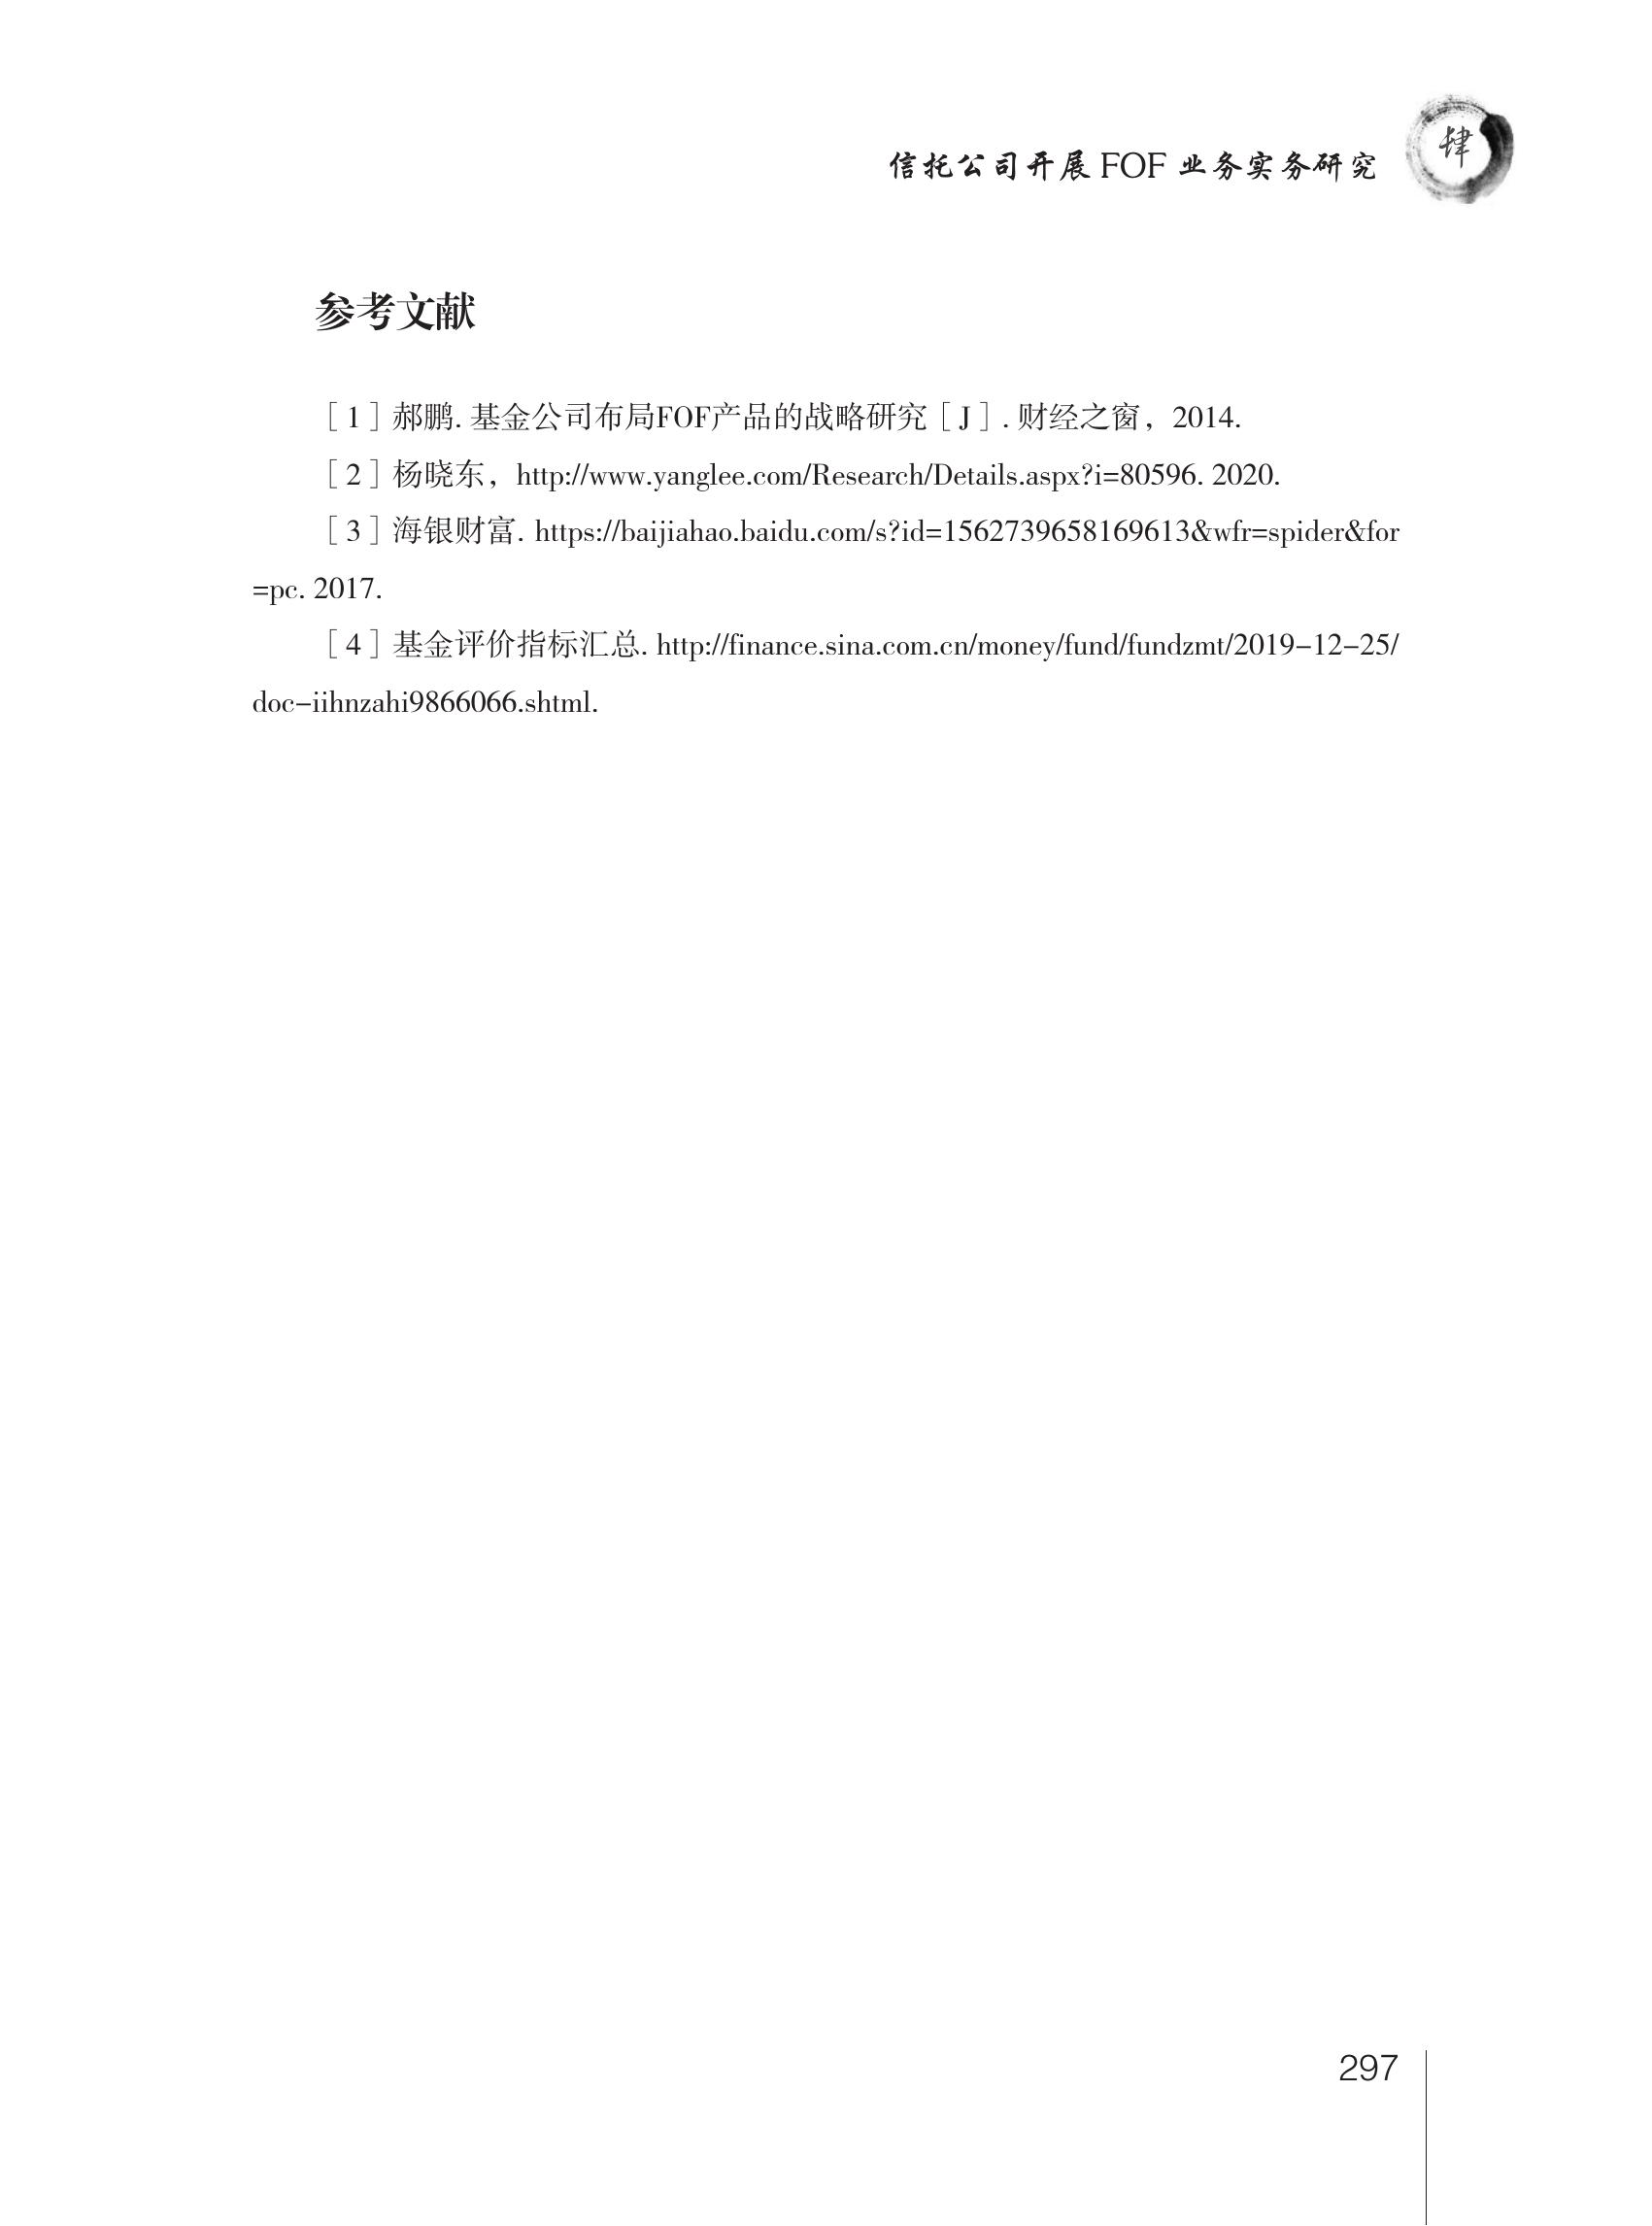 信托公司开展 FOF 业务实务研究
肆
参考文献
［1］郝鹏. 基金公司布局FOF产品的战略研究［J］. 财经之窗，2014.
［2］杨晓东，http://www.yanglee.com/Research/Details.aspx?i=80596. 2020.
［3］海银财富. https://baijiahao.baidu.com/s?id=1562739658169613&wfr=spider&for
=pc. 2017.
［4］基金评价指标汇总. http://finance.sina.com.cn/money/fund/fundzmt/2019-12-25/
doc-iihnzahi9866066.shtml.
297